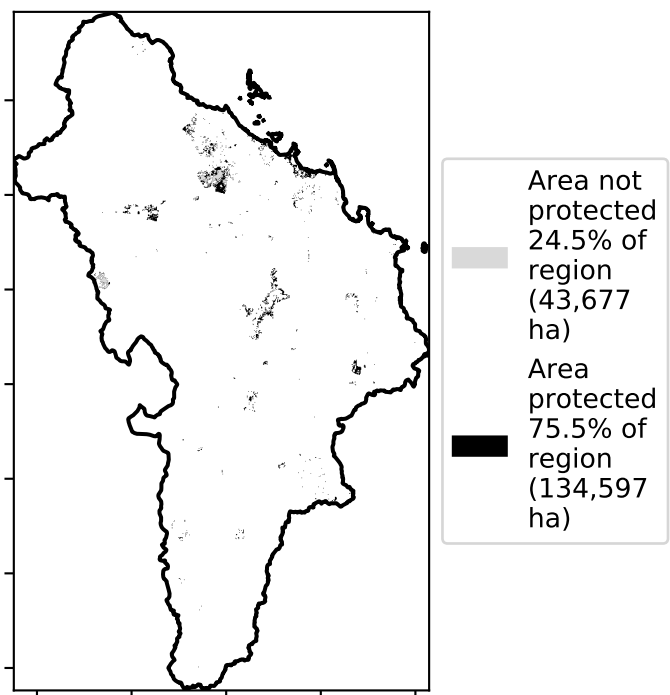 Area not
protected
24.5% of
region
(43,677
ha)
Area
protected
75.5% of
region
(134,597
ha)